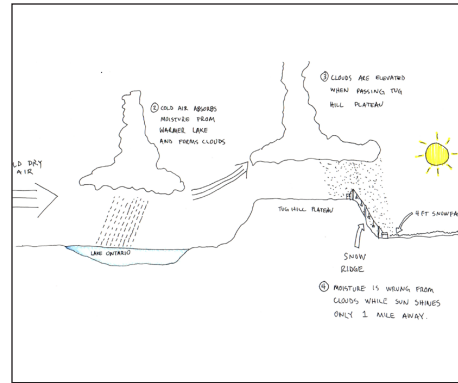 LD DRY
AIR
② COLD AIR ABSORBS
MOISTURE FROM
WARMER LAKE
AND FORMS CLOUDS
③ CLOUDS ARE ELEVATED
WHEN PASSING TUG
HILL PLATEAU
LAKE ONTARIO
TUG HILL PLATEAU
SNOW
RIDGE
4FT SNOWFA
④ MOISTURE IS WRUNG FROM
CLOUDS WHILE SUN SHINES
ONLY 1 MILE AWAY.